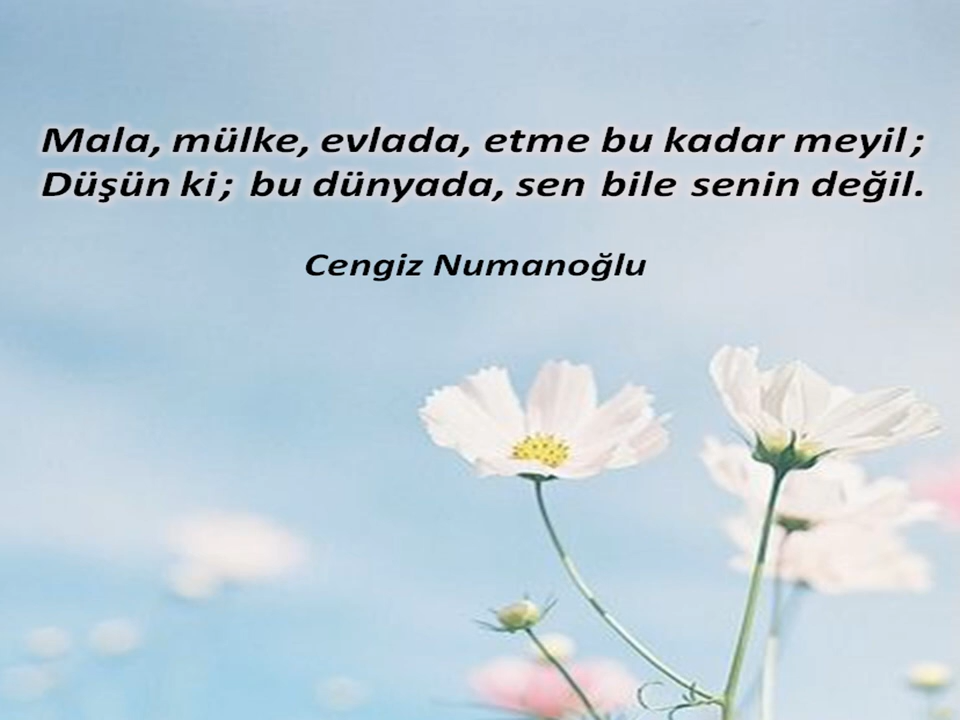 Mala, mülke, evlada, etme bu kadar meyil;
Düşün ki; bu dünyada, sen bile senin değil.
Cengiz Numanoğlu